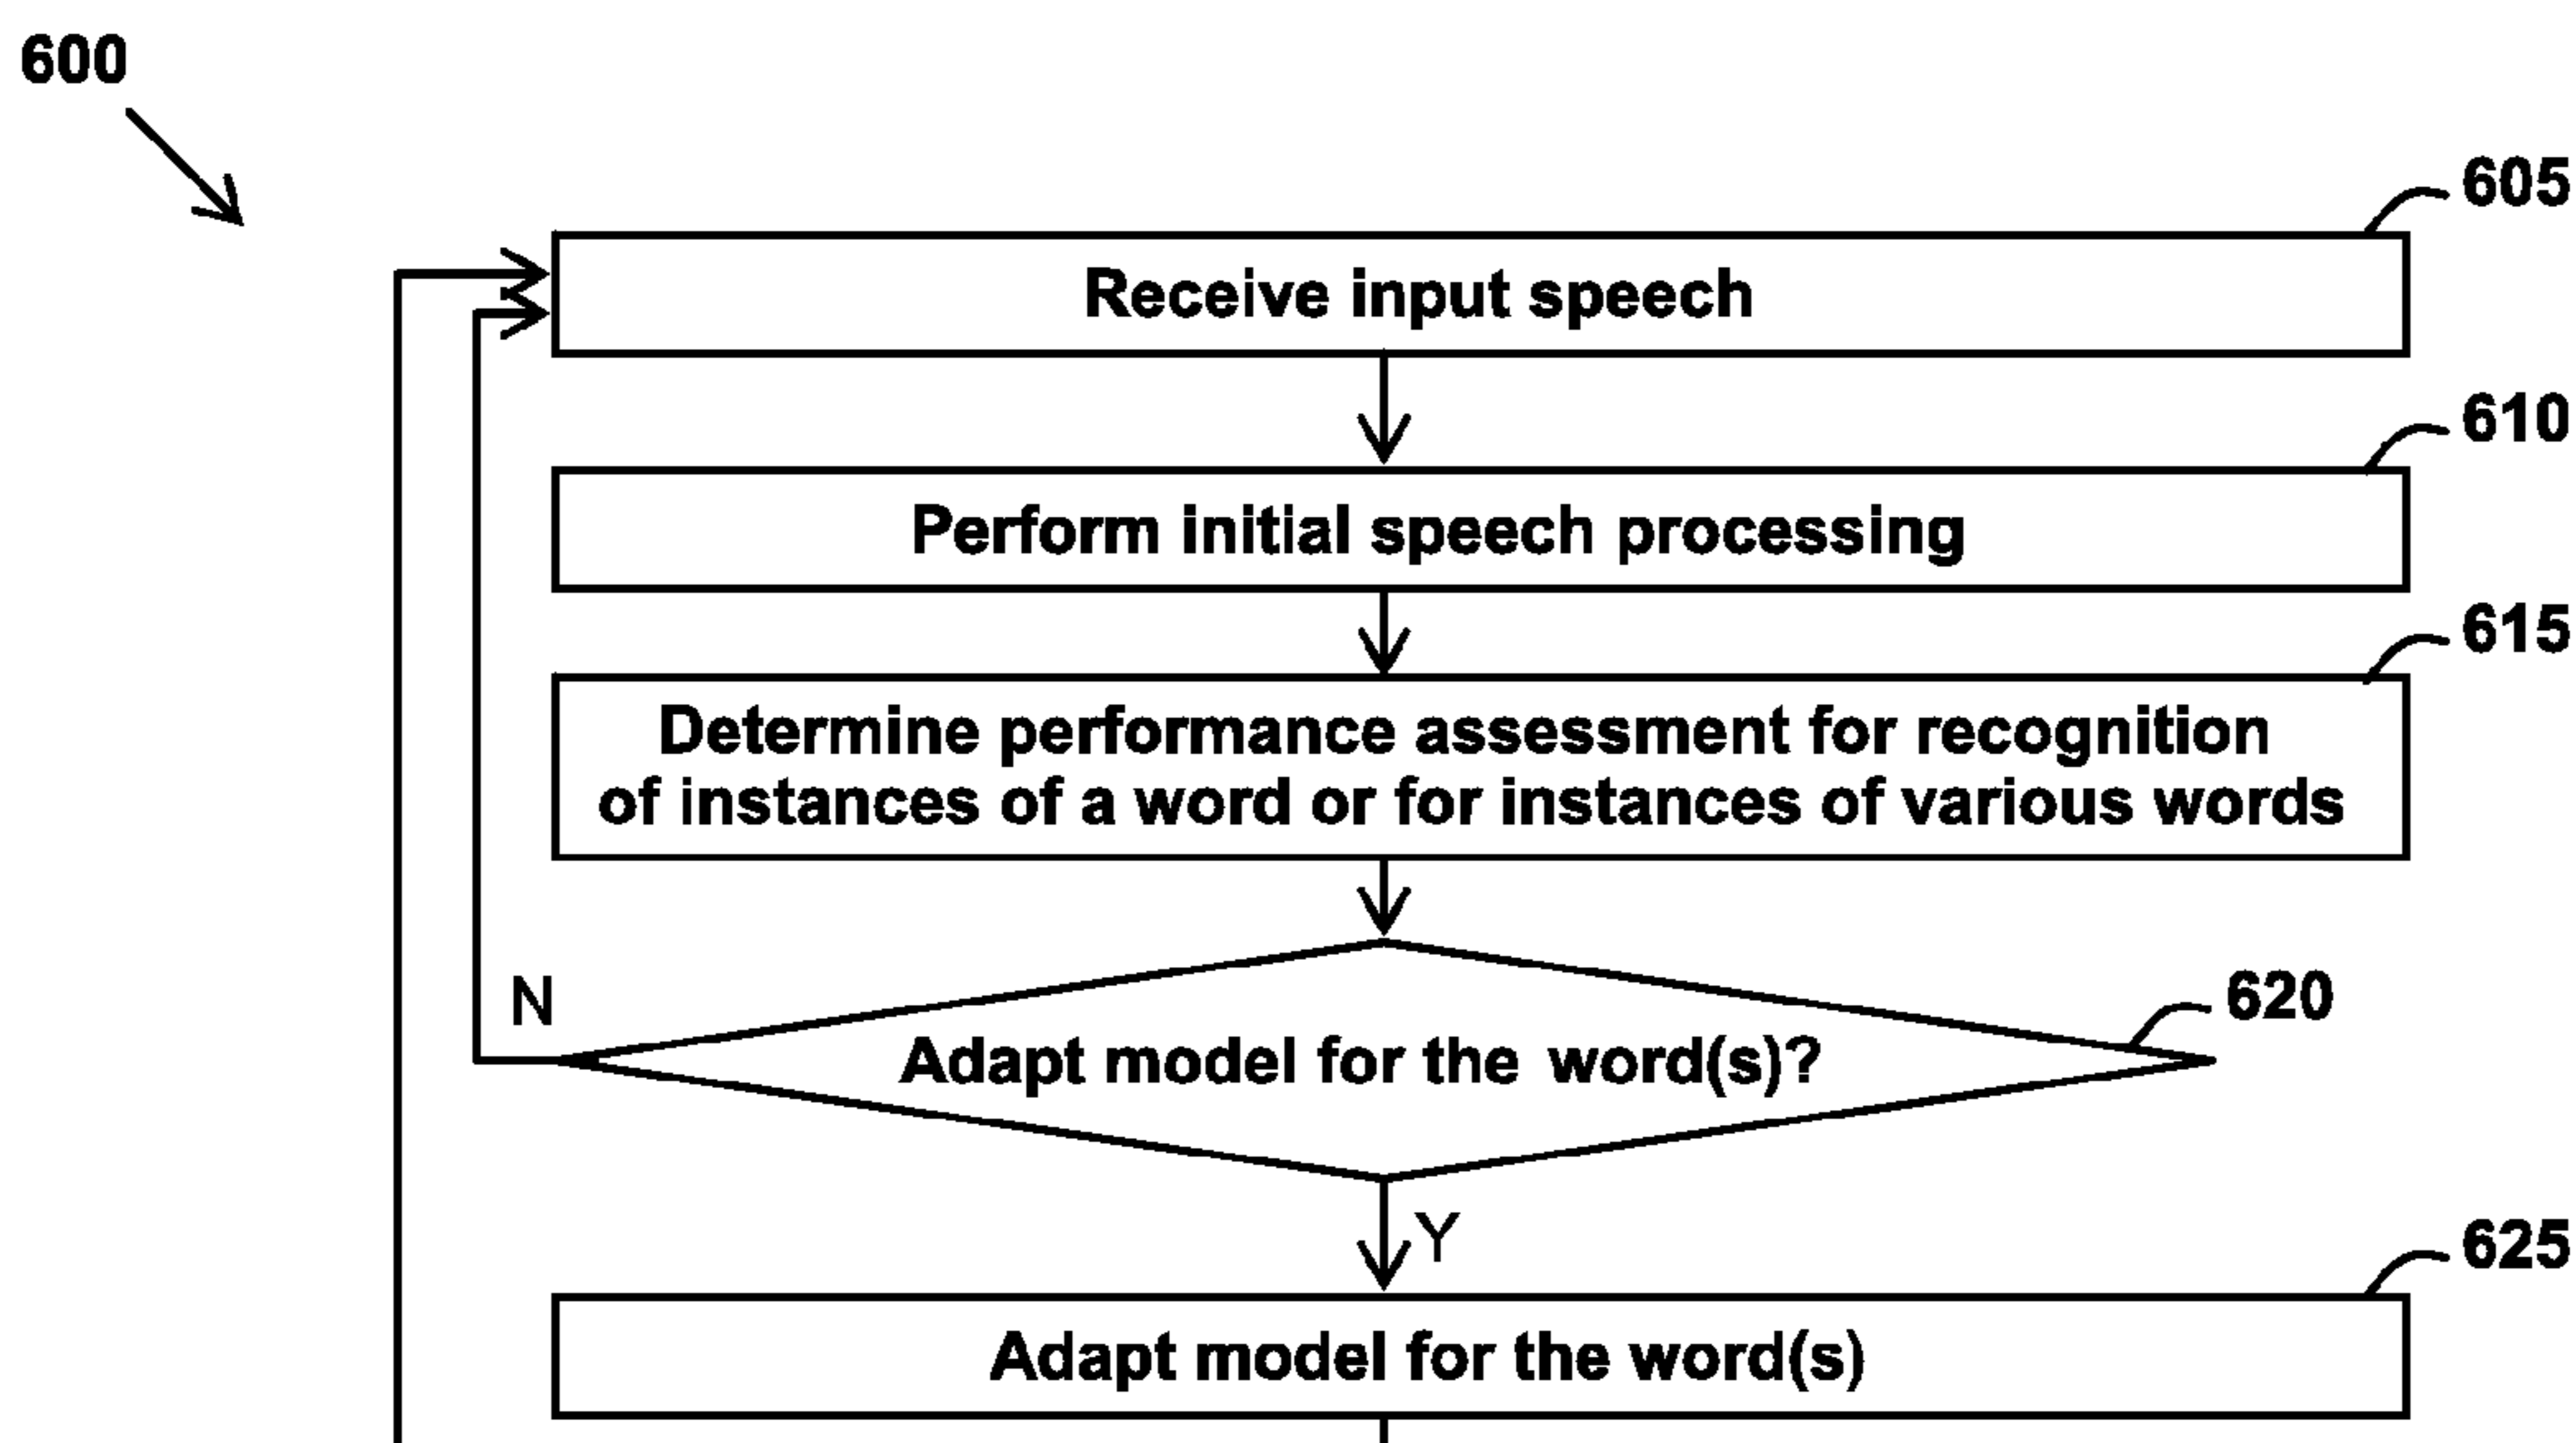 600
605
Receive input speech
610
Perform initial speech processing
615
Determine performance assessment for recognition
of instances of a word or for instances of various words
N
620
Adapt model for the word(s)?
Y
625
Adapt model for the word(s)